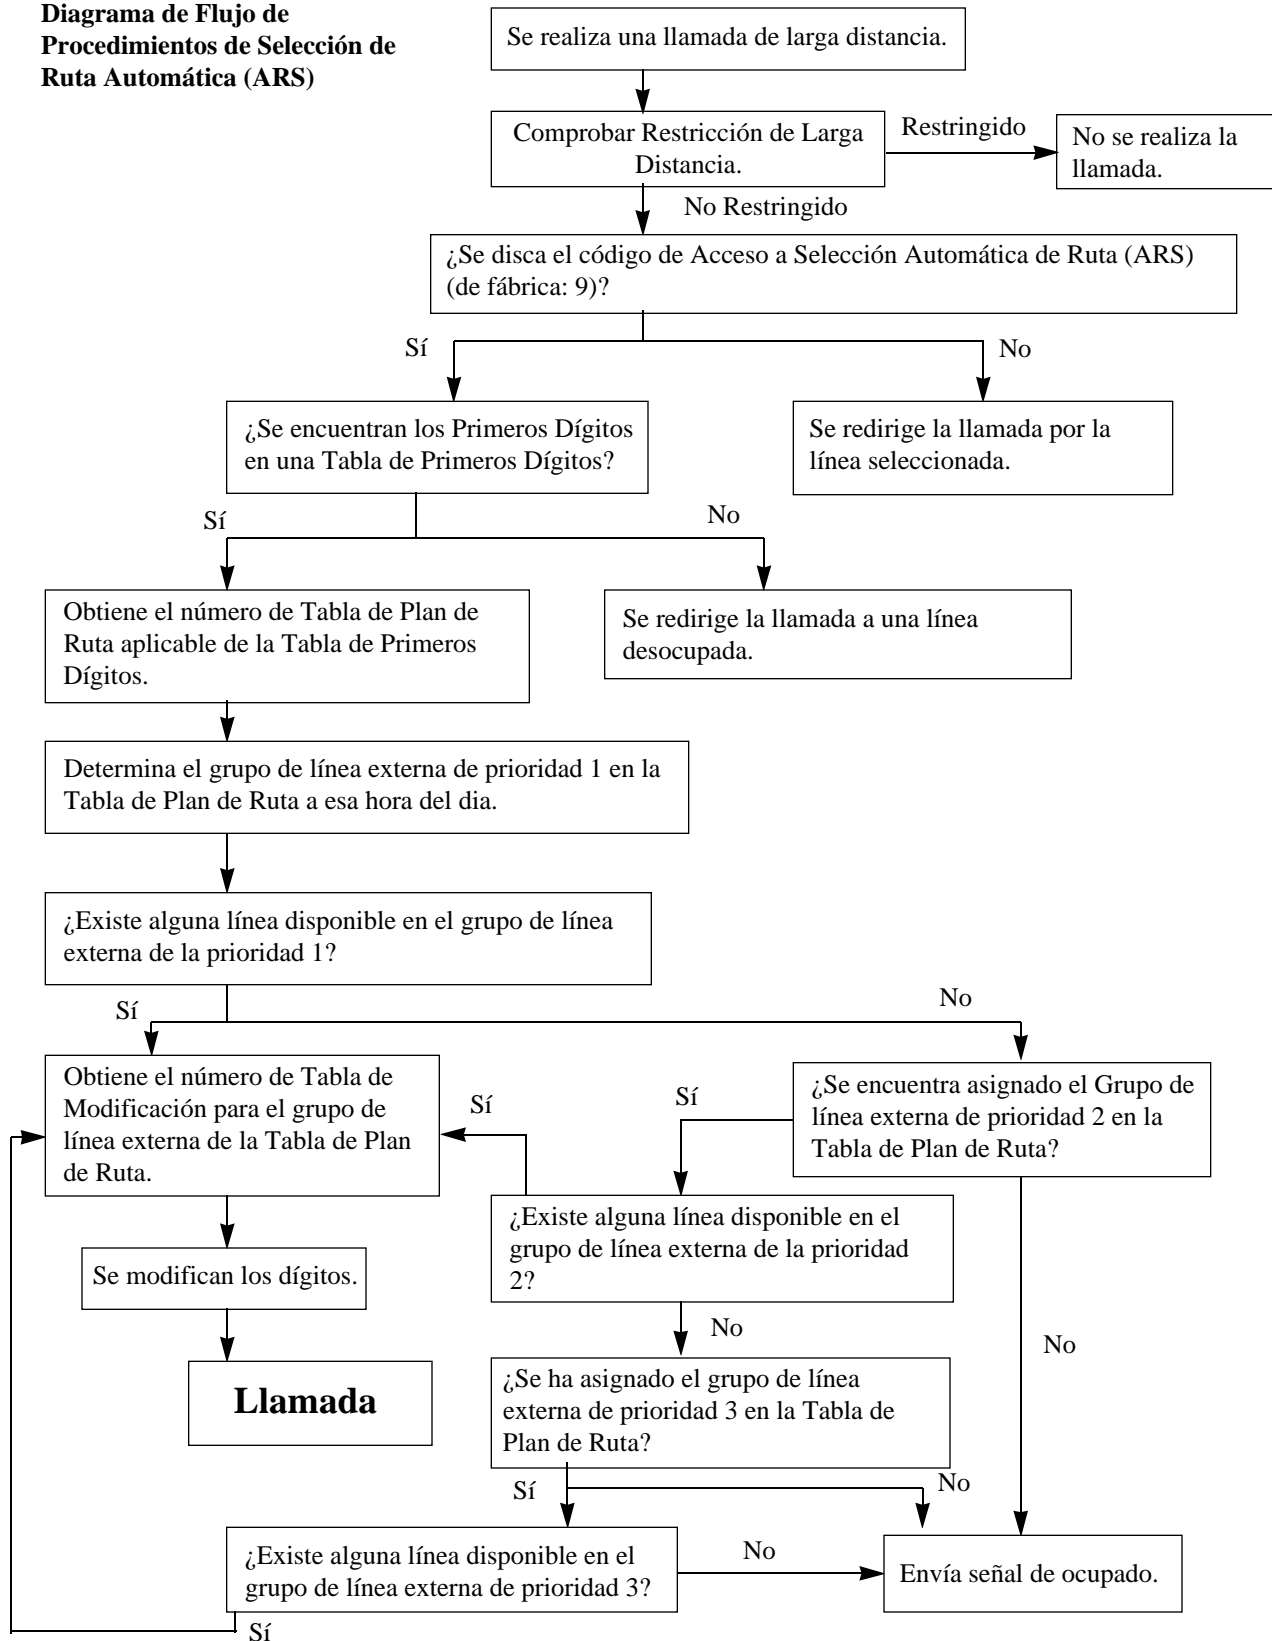 Diagrama de Flujo de
Procedimientos de Selección de
Ruta Automática (ARS)
Se realiza una llamada de larga distancia.
Comprobar Restricción de Larga
Distancia.
Restringido
No se realiza la
llamada.
No Restringido
¿Se disca el código de Acceso a Selección Automática de Ruta (ARS)
(de fábrica: 9)?
Sí
No
¿Se encuentran los Primeros Dígitos
en una Tabla de Primeros Dígitos?
Se redirige la llamada por la
línea seleccionada.
Sí
No
Obtiene el número de Tabla de Plan de
Ruta aplicable de la Tabla de Primeros
Dígitos.
Se redirige la llamada a una línea
desocupada.
Determina el grupo de línea externa de prioridad 1 en la
Tabla de Plan de Ruta a esa hora del dia.
¿Existe alguna línea disponible en el grupo de línea
externa de la prioridad 1?
Sí
No
Obtiene el número de Tabla de
Modificación para el grupo de
línea externa de la Tabla de Plan
de Ruta.
Sí
Sí
¿Se encuentra asignado el Grupo de
línea externa de prioridad 2 en la
Tabla de Plan de Ruta?
¿Existe alguna línea disponible en el
grupo de línea externa de la prioridad
2?
Se modifican los dígitos.
No
No
Llamada
¿Se ha asignado el grupo de línea
externa de prioridad 3 en la Tabla de
Plan de Ruta?
Sí
No
¿Existe alguna línea disponible en el
grupo de línea externa de prioridad 3?
No
Envía señal de ocupado.
Sí